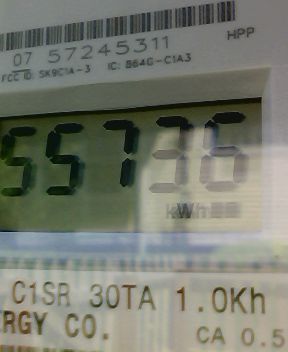 07 57245311
HPP
FCC ID: SK9C1A-3 IC: 864G-C1A3
55736
kWh
C1SR 30TA 1.0Kh
RGY CO.
CA 0.5